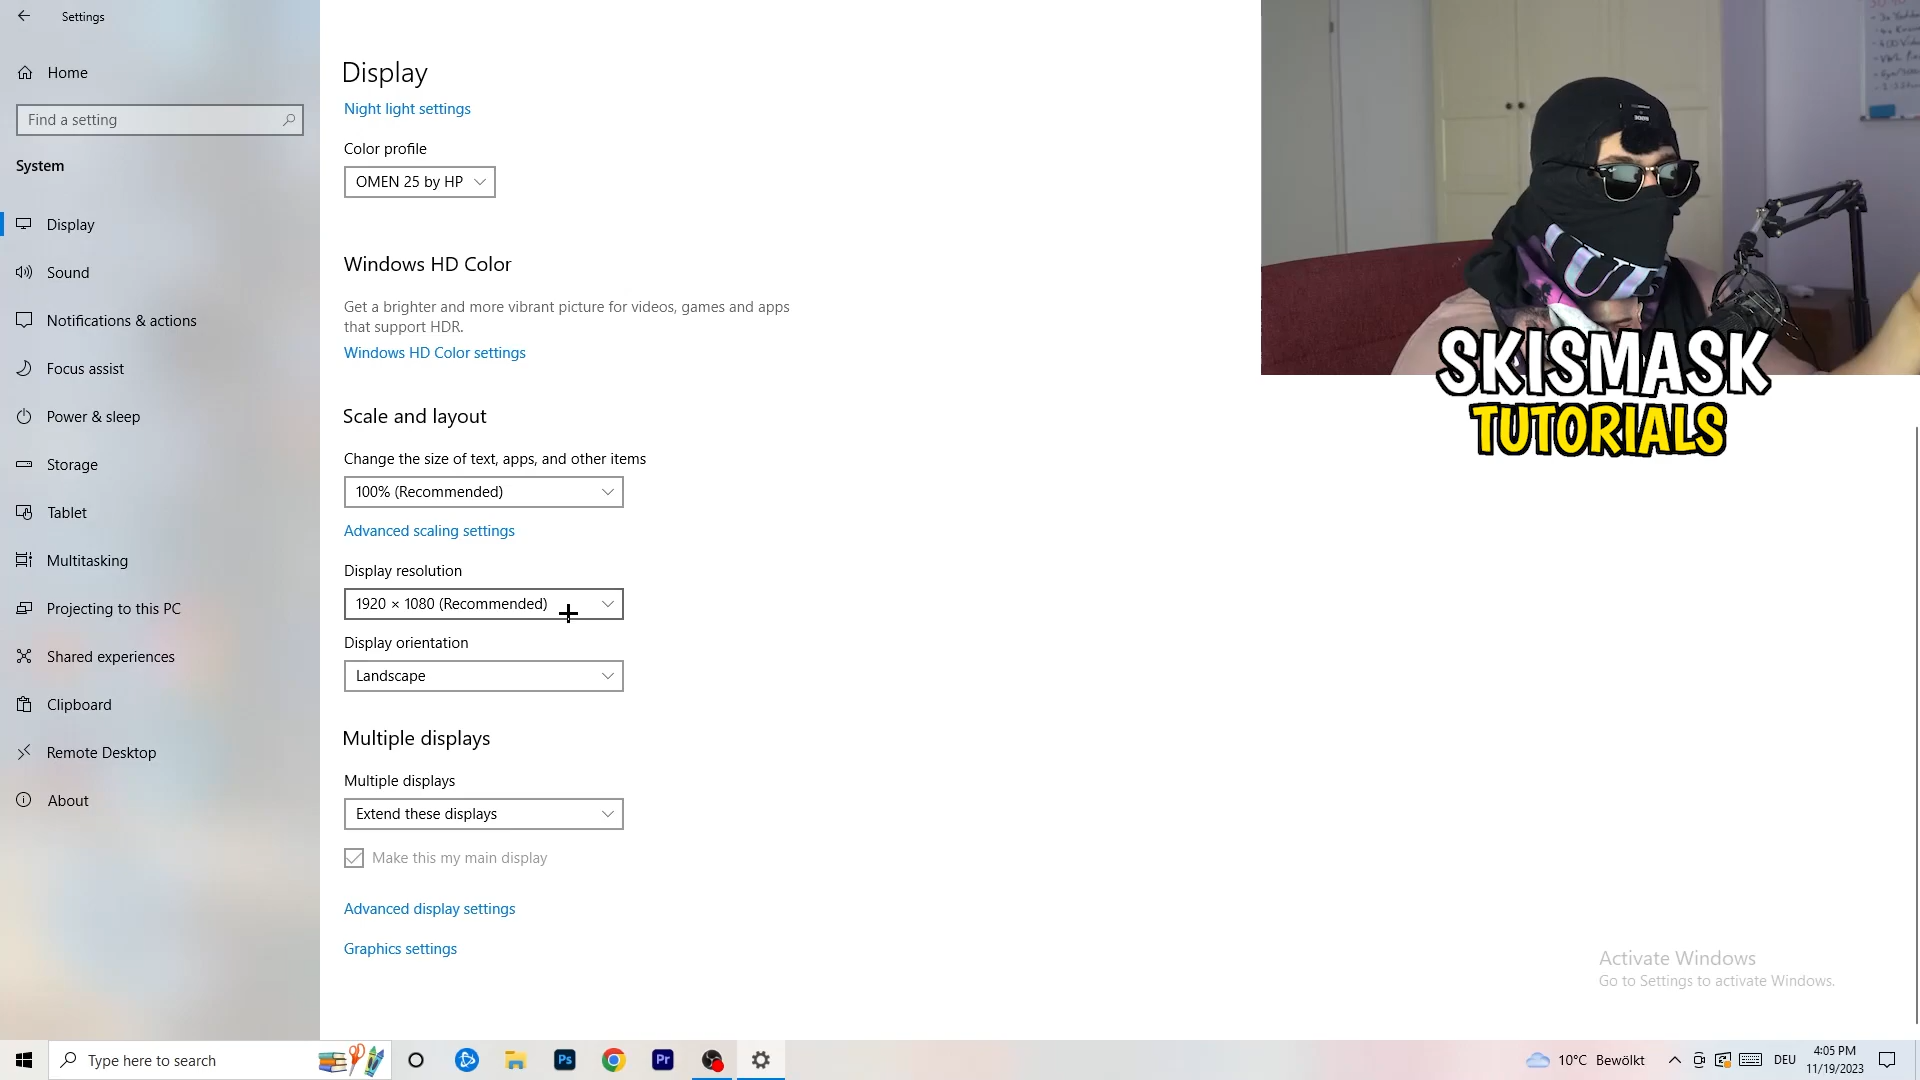 Settings
Home
Find a setting
System
Display
Sound
Notifications & actions
Focus assist
Power & sleep
Storage
Tablet
Multitasking
Projecting to this PC
Shared experiences
Clipboard
Remote Desktop
About
Display
Night light settings
Color profile
OMEN 25 by HP
Windows HD Color
Get a brighter and more vibrant picture for videos, games and apps
that support HDR.
Windows HD Color settings
Scale and layout
Change the size of text, apps, and other items
100% (Recommended)
Advanced scaling settings
Display resolution
1920 × 1080 (Recommended)
Display orientation
Landscape
Multiple displays
Multiple displays
Extend these displays
Make this my main display
Advanced display settings
Graphics settings
SKISMASK
TUTORIALS
Activate Windows
Go to Settings to activate Windows.
Type here to search
Ps
Pr
10°C Bewölkt
DEU
4:05 PM
11/19/2023